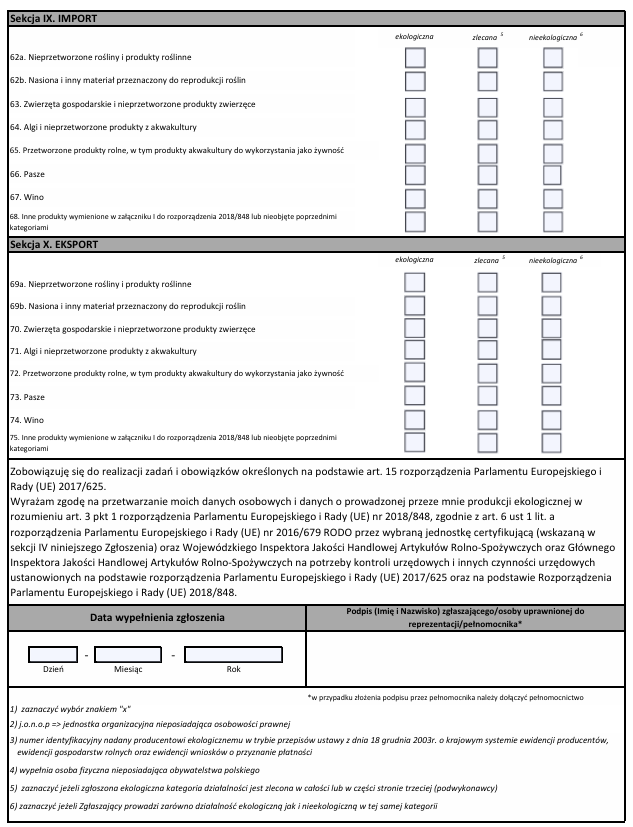 Sekcja IX. IMPORT
ekologiczna zlecana 5 nieekologiczna 6
62a. Nieprzetworzone rośliny i produkty roślinne
62b. Nasiona i inny materiał przeznaczony do reprodukcji roślin
63. Zwierzęta gospodarskie i nieprzetworzone produkty zwierzęce
64. Algi i nieprzetworzone produkty z akwakultury
65. Przetworzone produkty rolne, w tym produkty akwakultury do wykorzystania jako żywność
66. Pasze
67. Wino
68. Inne produkty wymienione w załączniku I do rozporządzenia 2018/848 lub nieobjęte poprzednimi
kategoriami
Sekcja X. EKSPORT
ekologiczna zlecana 5 nieekologiczna 6
69a. Nieprzetworzone rośliny i produkty roślinne
69b. Nasiona i inny materiał przeznaczony do reprodukcji roślin
70. Zwierzęta gospodarskie i nieprzetworzone produkty zwierzęce
71. Algi i nieprzetworzone produkty z akwakultury
72. Przetworzone produkty rolne, w tym produkty akwakultury do wykorzystania jako żywność
73. Pasze
74. Wino
75. Inne produkty wymienione w załączniku I do rozporządzenia 2018/848 lub nieobjęte poprzednimi
kategoriami
Zobowiązuję się do realizacji zadań i obowiązków określonych na podstawie art. 15 rozporządzenia Parlamentu Europejskiego i
Rady (UE) 2017/625.
Wyrażam zgodę na przetwarzanie moich danych osobowych i danych o prowadzonej przeze mnie produkcji ekologicznej w
rozumieniu art. 3 pkt 1 rozporządzenia Parlamentu Europejskiego i Rady (UE) nr 2018/848, zgodnie z art. 6 ust 1 lit. a
rozporządzenia Parlamentu Europejskiego i Rady (UE) nr 2016/679 RODO przez wybraną jednostkę certyfikującą (wskazaną w
sekcji IV niniejszego Zgłoszenia) oraz Wojewódzkiego Inspektora Jakości Handlowej Artykułów Rolno-Spożywczych oraz Głównego
Inspektora Jakości Handlowej Artykułów Rolno-Spożywczych na potrzeby kontroli urzędowych i innych czynności urzędowych
ustanowionych na podstawie rozporządzenia Parlamentu Europejskiego i Rady (UE) 2017/625 oraz na podstawie Rozporządzenia
Parlamentu Europejskiego i Rady (UE) 2018/848.
Data wypełnienia zgłoszenia
Podpis (Imię i Nazwisko) zgłaszającego/osoby uprawnionej do
reprezentacji/pełnomocnika*
- -
Dzień Miesiąc Rok
*w przypadku złożenia podpisu przez pełnomocnika należy dołączyć pełnomocnictwo
1) zaznaczyć wybór znakiem "x"
2) j.o.n.o.p => jednostka organizacyjna nieposiadająca osobowości prawnej
3) numer identyfikacyjny nadany producentowi ekologicznemu w trybie przepisów ustawy z dnia 18 grudnia 2003r. o krajowym systemie ewidencji producentów,
ewidencji gospodarstw rolnych oraz ewidencji wniosków o przyznanie płatności
4) wypełnia osoba fizyczna nieposiadająca obywatelstwa polskiego
5) zaznaczyć jeżeli zgłoszona ekologiczna kategoria działalności jest zlecona w całości lub w części stronie trzeciej (podwykonawcy)
6) zaznaczyć jeżeli Zgłaszający prowadzi zarówno działalność ekologiczną jak i nieekologiczną w tej samej kategorii